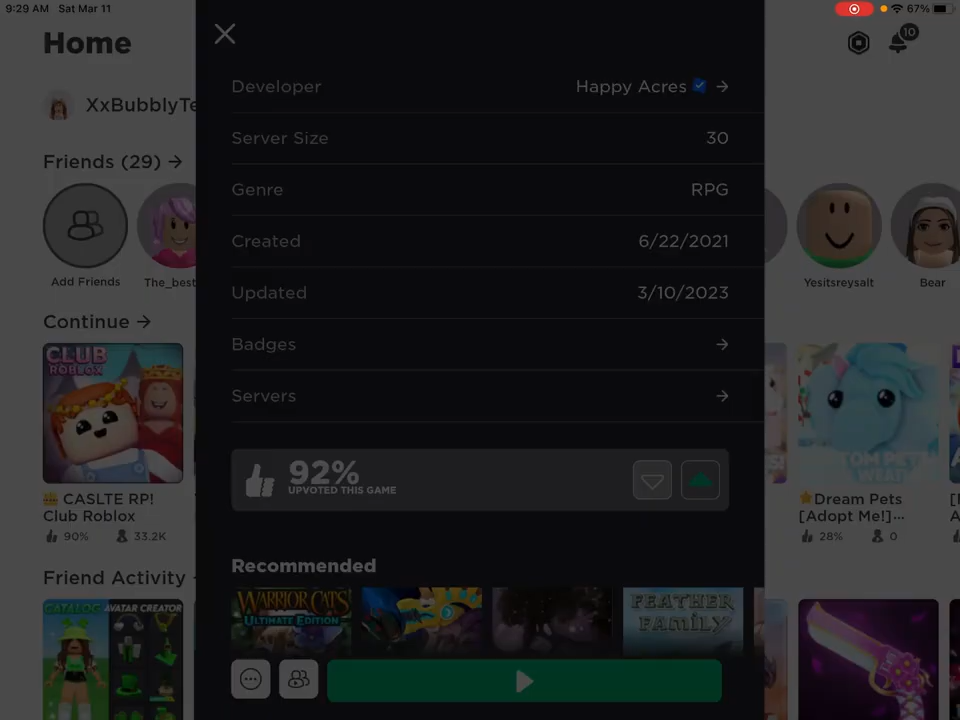 9:29 AM Sat Mar 11
67%
Home
10
XxBubblyTe
Friends (29) →
Add Friends
The_best
Yesitsreysalt
Bear
Continue →
CLUB
ROBLOX
CASLTE RP!
Club Roblox
90% 33.2K
Dream Pets
[Adopt Me!]...
28% 0
Friend Activity
CATALOG AVATAR CREATOR
Developer Happy Acres →
Server Size 30
Genre RPG
Created 6/22/2021
Updated 3/10/2023
Badges →
Servers →
92%
UPVOTED THIS GAME
Recommended
WARRIOR CATS
ULTIMATE EDITION
FEATHER
FAMILY